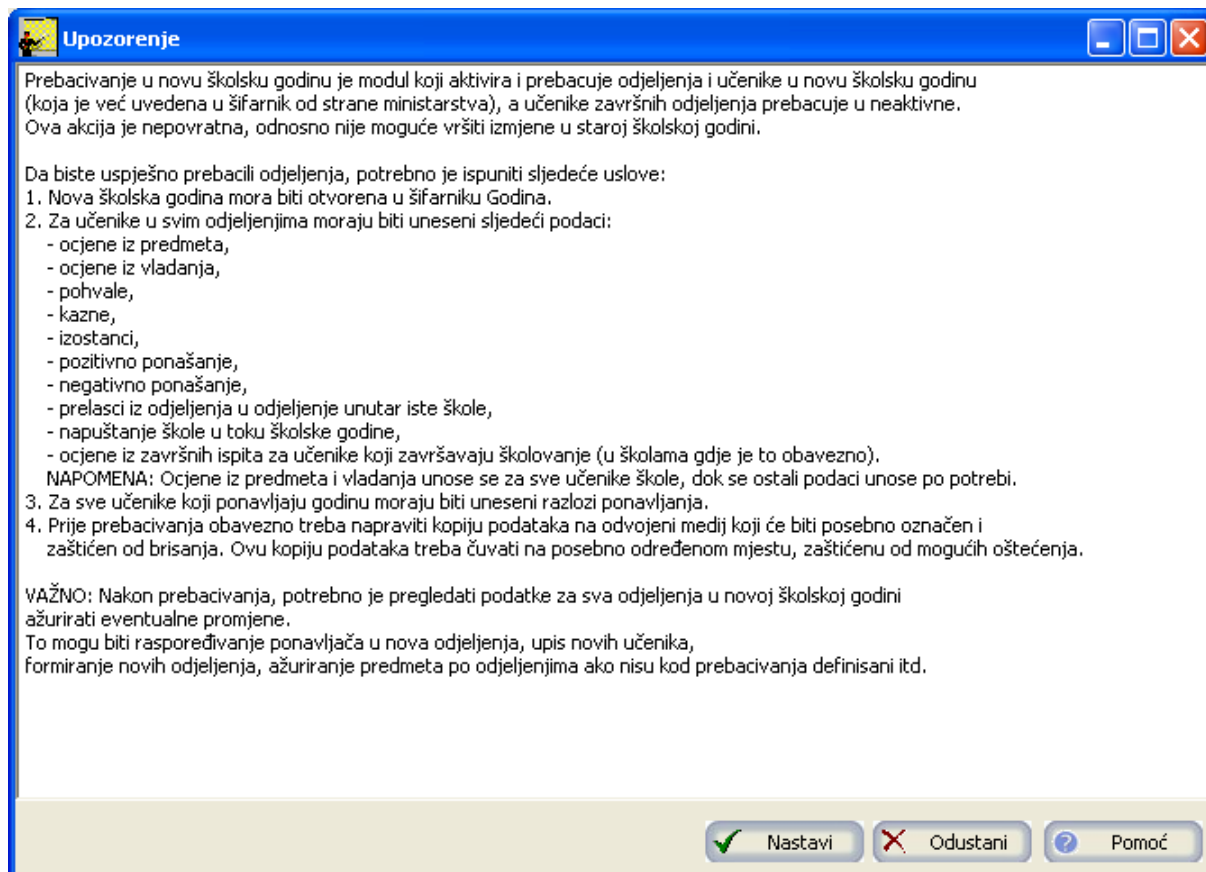 Upozorenje
Prebacivanje u novu školsku godinu je modul koji aktivira i prebacuje odjeljenja i učenike u novu školsku godinu
(koja je već uvedena u šifarnik od strane ministarstva), a učenike završnih odjeljenja prebacuje u neaktivne.
Ova akcija je nepovratna, odnosno nije moguće vršiti izmjene u staroj školskoj godini.
Da biste uspješno prebacili odjeljenja, potrebno je ispuniti sljedeće uslove:
1. Nova školska godina mora biti otvorena u šifarniku Godina.
2. Za učenike u svim odjeljenjima moraju biti uneseni sljedeći podaci:
- ocjene iz predmeta,
- ocjene iz vladanja,
- pohvale,
- kazne,
- izostanci,
- pozitivno ponašanje,
- negativno ponašanje,
- prelasci iz odjeljenja u odjeljenje unutar iste škole,
- napuštanje škole u toku školske godine,
- ocjene iz završnih ispita za učenike koji završavaju školovanje (u školama gdje je to obavezno).
NAPOMENA: Ocjene iz predmeta i vladanja unose se za sve učenike škole, dok se ostali podaci unose po potrebi.
3. Za sve učenike koji ponavljaju godinu moraju biti uneseni razlozi ponavljanja.
4. Prije prebacivanja obavezno treba napraviti kopiju podataka na odvojeni medij koji će biti posebno označen i
zaštićen od brisanja. Ovu kopiju podataka treba čuvati na posebno određenom mjestu, zaštićenu od mogućih oštećenja.
VAŽNO: Nakon prebacivanja, potrebno je pregledati podatke za sva odjeljenja u novoj školskoj godini
ažurirati eventualne promjene.
To mogu biti raspoređivanje ponavljača u nova odjeljenja, upis novih učenika,
formiranje novih odjeljenja, ažuriranje predmeta po odjeljenjima ako nisu kod prebacivanja definisani itd.
Nastavi Odustani Pomoć